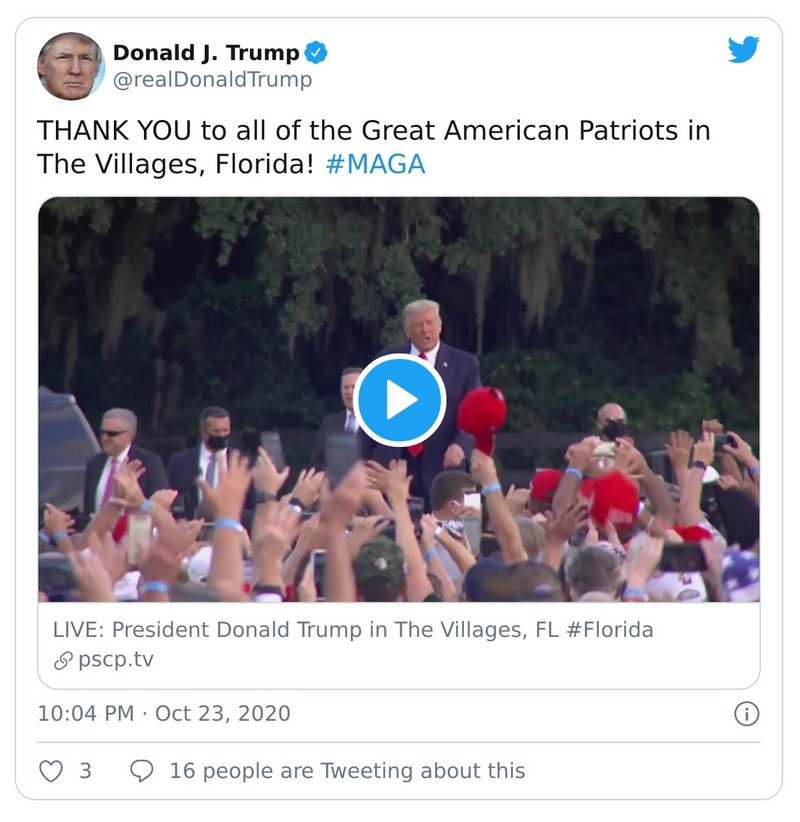 Donald J. Trump
@realDonaldTrump
THANK YOU to all of the Great American Patriots in
The Villages, Florida! #MAGA
LIVE: President Donald Trump in The Villages, FL #Florida
pscp.tv
10:04 PM · Oct 23, 2020
3 16 people are Tweeting about this